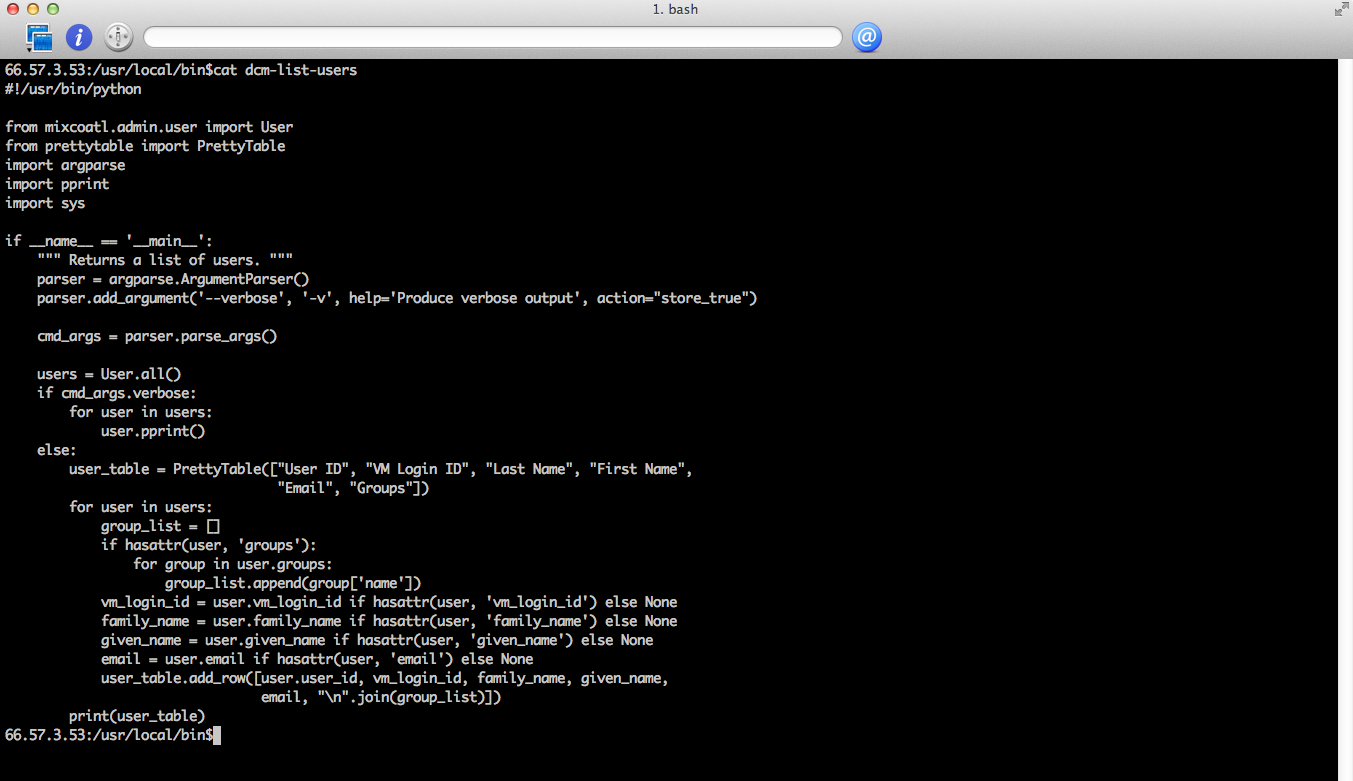 1. bash
66.57.3.53:/usr/local/bin$cat dcm-list-users
#!/usr/bin/python

from mixcoatl.admin.user import User
from prettytable import PrettyTable
import argparse
import pprint
import sys

if __name__ == '__main__':
    """ Returns a list of users. """
    parser = argparse.ArgumentParser()
    parser.add_argument('--verbose', '-v', help='Produce verbose output', action="store_true")

    cmd_args = parser.parse_args()

    users = User.all()
    if cmd_args.verbose:
        for user in users:
            user.pprint()
    else:
        user_table = PrettyTable(["User ID", "VM Login ID", "Last Name", "First Name",
                                  "Email", "Groups"])
        for user in users:
            group_list = []
            if hasattr(user, 'groups'):
                for group in user.groups:
                    group_list.append(group['name'])
            vm_login_id = user.vm_login_id if hasattr(user, 'vm_login_id') else None
            family_name = user.family_name if hasattr(user, 'family_name') else None
            given_name = user.given_name if hasattr(user, 'given_name') else None
            email = user.email if hasattr(user, 'email') else None
            user_table.add_row([user.user_id, vm_login_id, family_name, given_name,
                                email, "\n".join(group_list)])
        print(user_table)
66.57.3.53:/usr/local/bin$